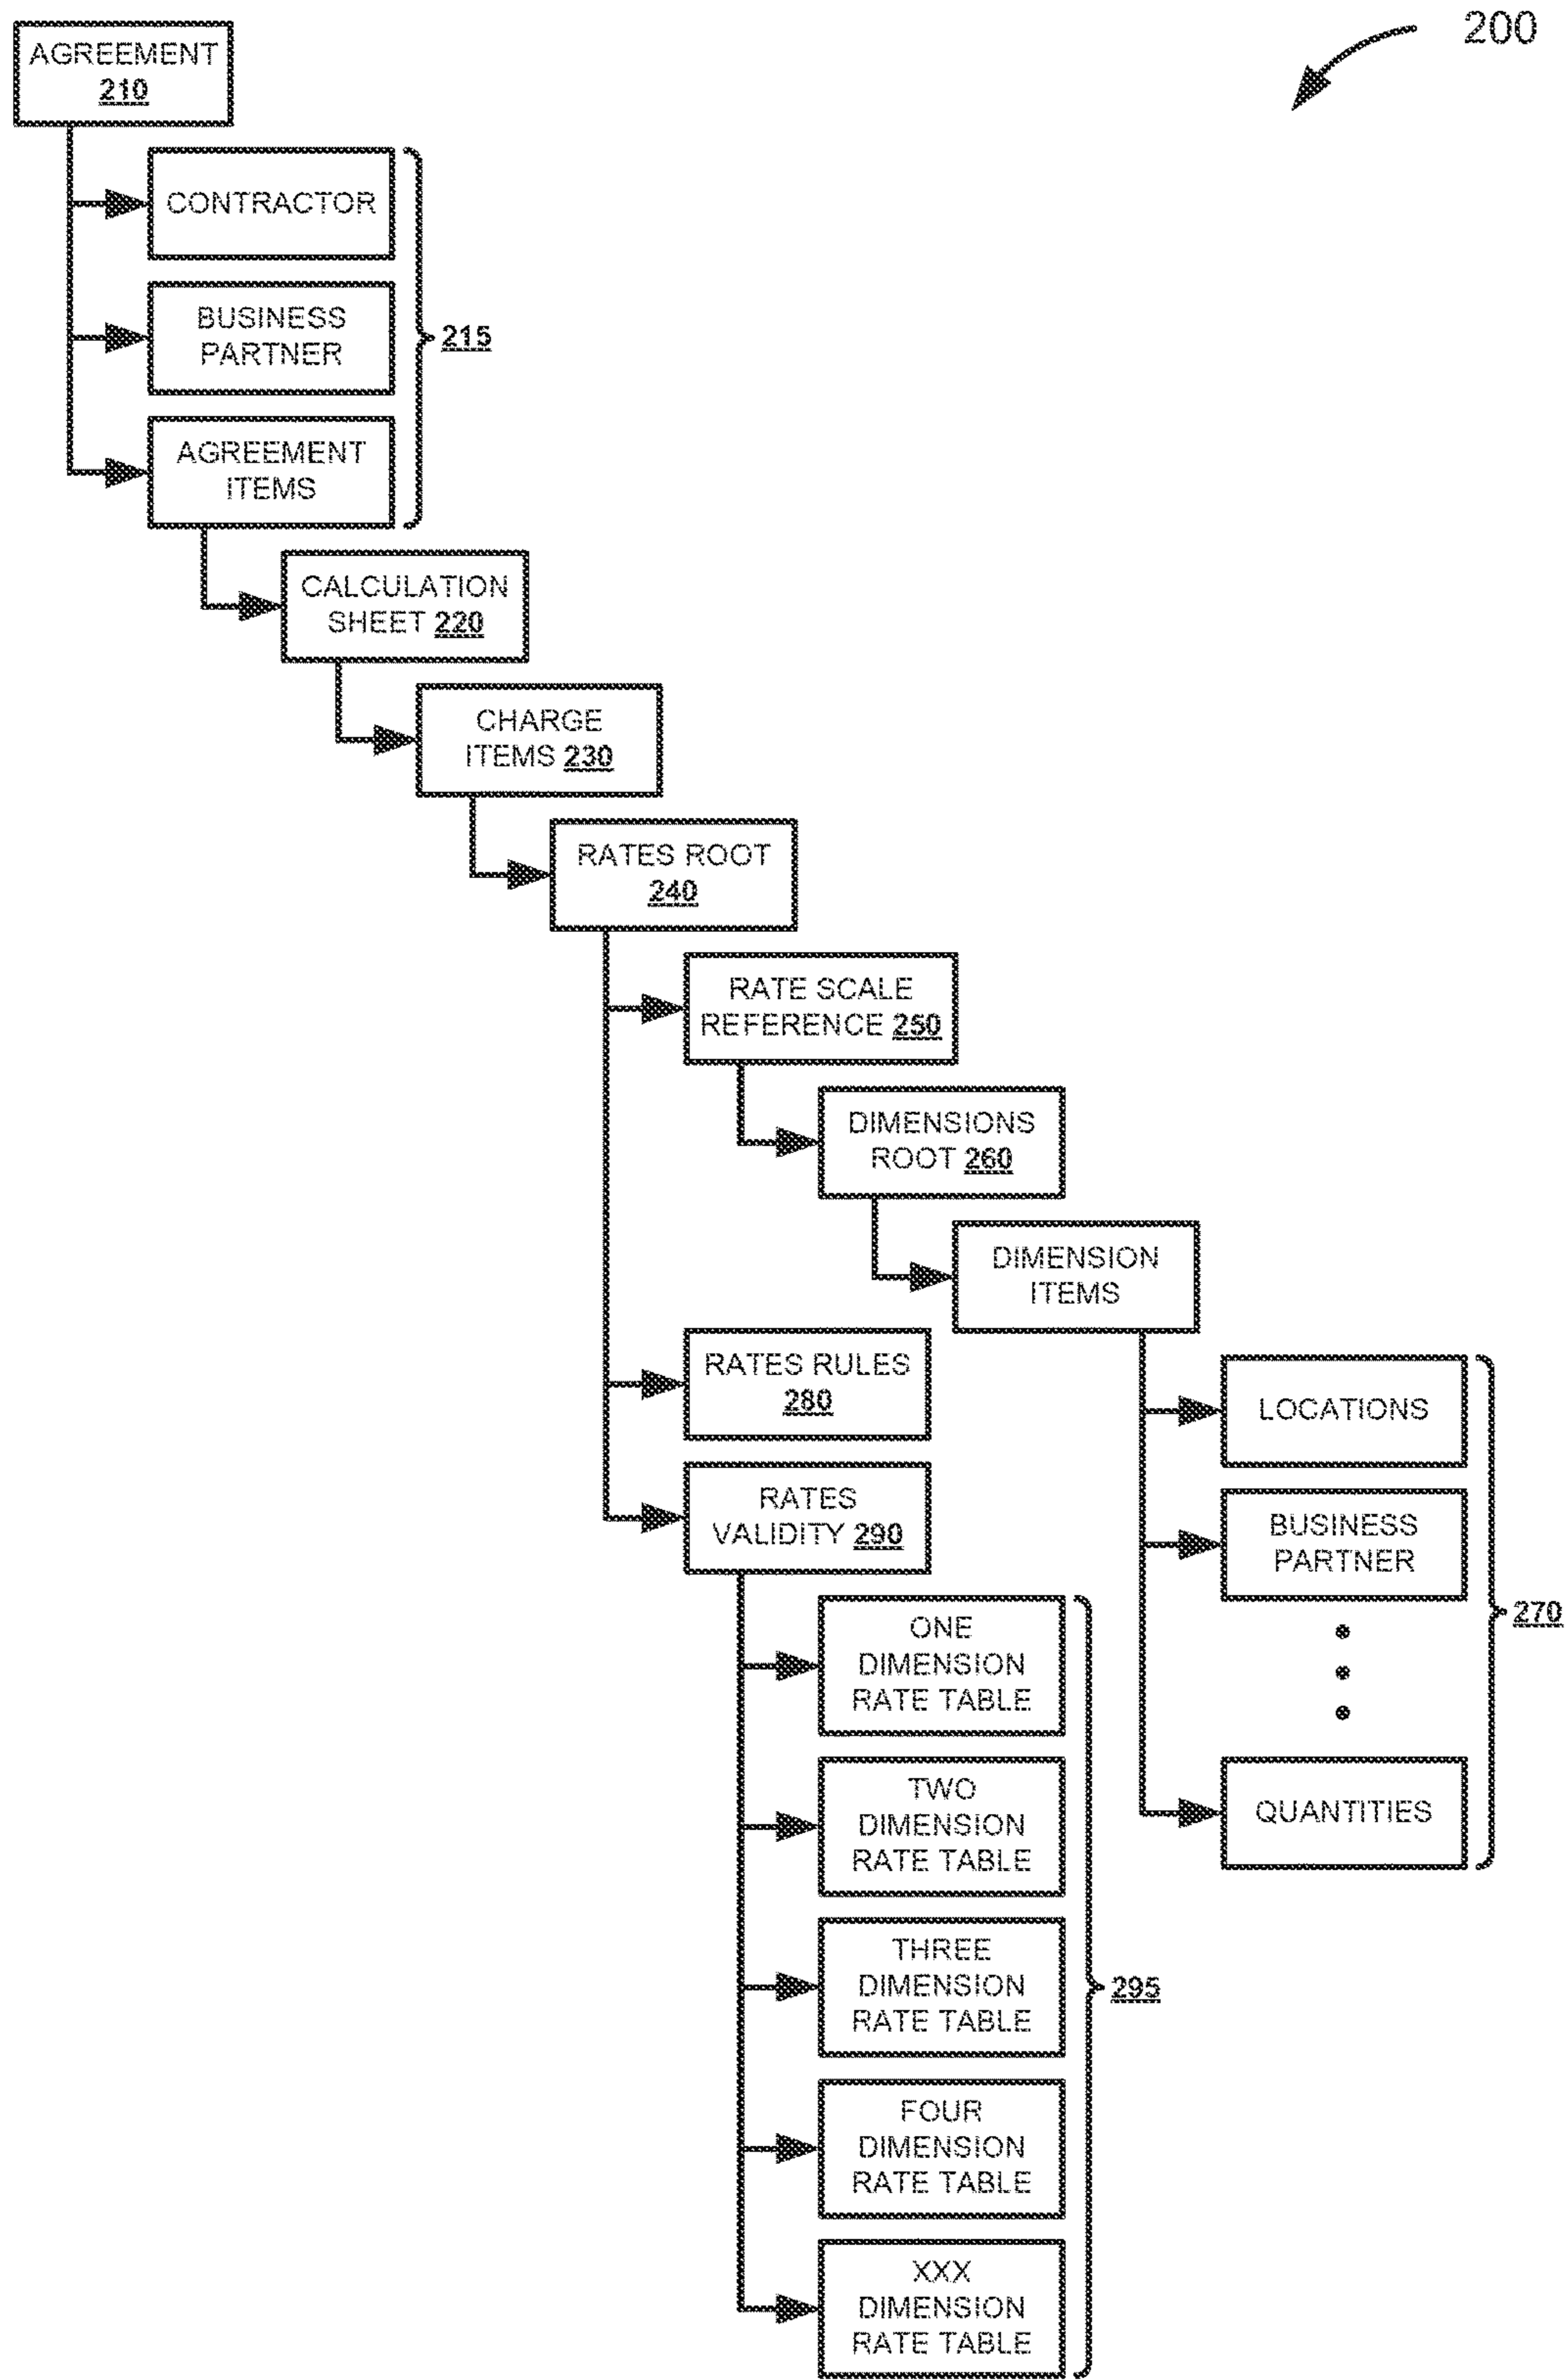 200
AGREEMENT
210
CONTRACTOR
BUSINESS
PARTNER
215
AGREEMENT
ITEMS
CALCULATION
SHEET 220
CHARGE
ITEMS 230
RATES ROOT
240
RATE SCALE
REFERENCE 250
DIMENSIONS
ROOT 260
DIMENSION
ITEMS
RATES RULES
280
LOCATIONS
RATES
VALIDITY 290
BUSINESS
PARTNER
270
ONE
DIMENSION
RATE TABLE
TWO
DIMENSION
RATE TABLE
QUANTITIES
THREE
DIMENSION
RATE TABLE
295
FOUR
DIMENSION
RATE TABLE
XXX
DIMENSION
RATE TABLE